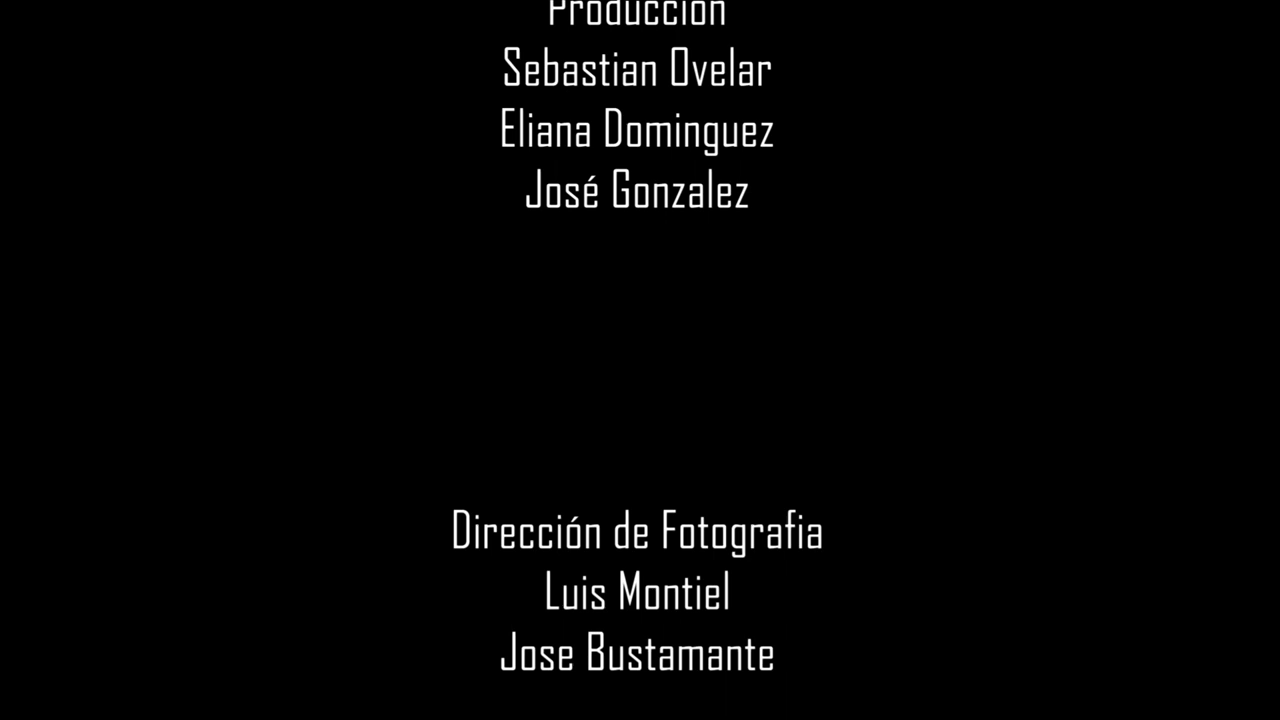 Producción
Sebastian Ovelar
Eliana Dominguez
José Gonzalez
Dirección de Fotografia
Luis Montiel
Jose Bustamante